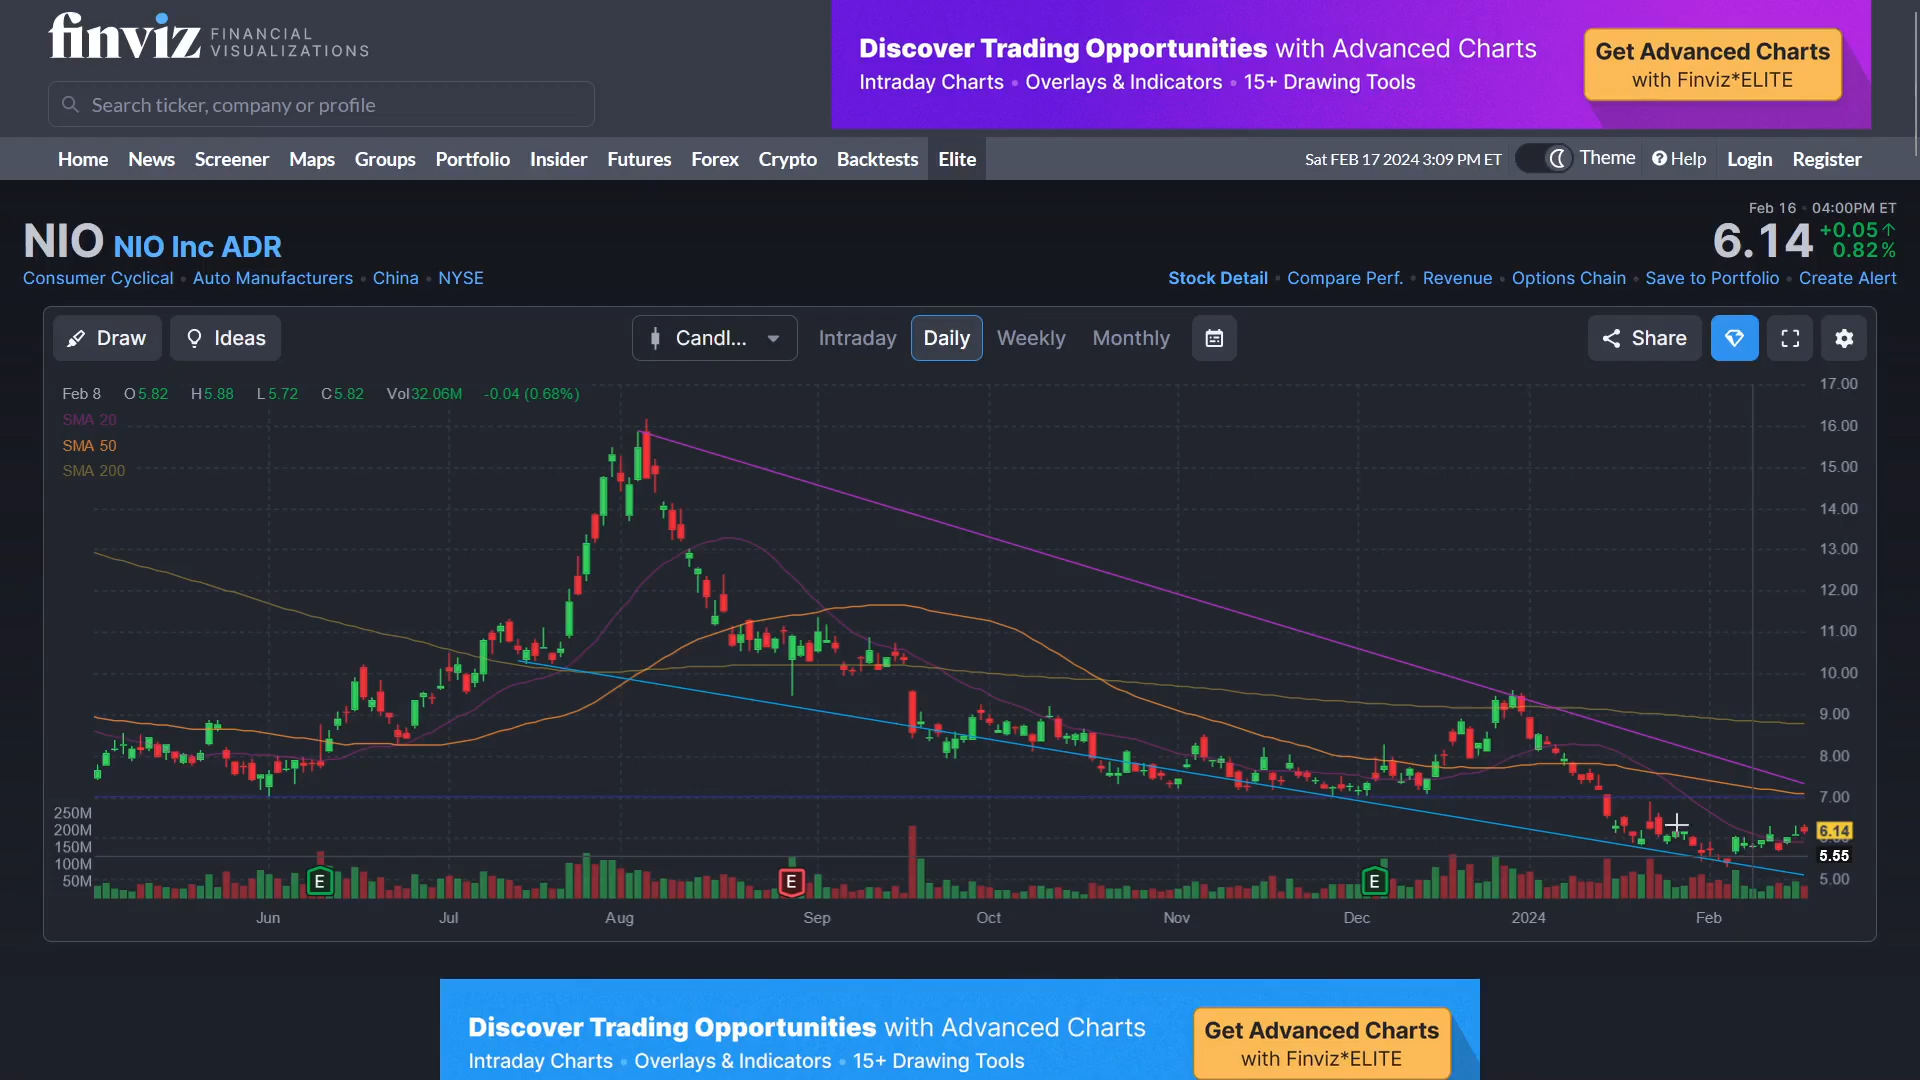 finviz FINANCIAL VISUALIZATIONS
Discover Trading Opportunities with Advanced Charts
Intraday Charts • Overlays & Indicators • 15+ Drawing Tools
Get Advanced Charts
with Finviz*ELITE
Search ticker, company or profile
Home News Screener Maps Groups Portfolio Insider Futures Forex Crypto Backtests Elite
Sat FEB 17 2024 3:09 PM ET Theme Help Login Register
Feb 16 • 04:00PM ET
NIO NIO Inc ADR
6.14 +0.05↑
0.82%
Consumer Cyclical • Auto Manufacturers • China • NYSE
Stock Detail • Compare Perf. • Revenue • Options Chain • Save to Portfolio • Create Alert
Draw Ideas Candl... Intraday Daily Weekly Monthly Share
Feb 8 O5.82 H5.88 L5.72 C5.82 Vol32.06M -0.04 (0.68%)
SMA 20
SMA 50
SMA 200
17.00
16.00
15.00
14.00
13.00
12.00
11.00
10.00
9.00
8.00
7.00
6.14
5.55
5.00
250M
200M
150M
100M
50M
E E E
Jun Jul Aug Sep Oct Nov Dec 2024 Feb
Discover Trading Opportunities with Advanced Charts
Intraday Charts • Overlays & Indicators • 15+ Drawing Tools
Get Advanced Charts
with Finviz*ELITE